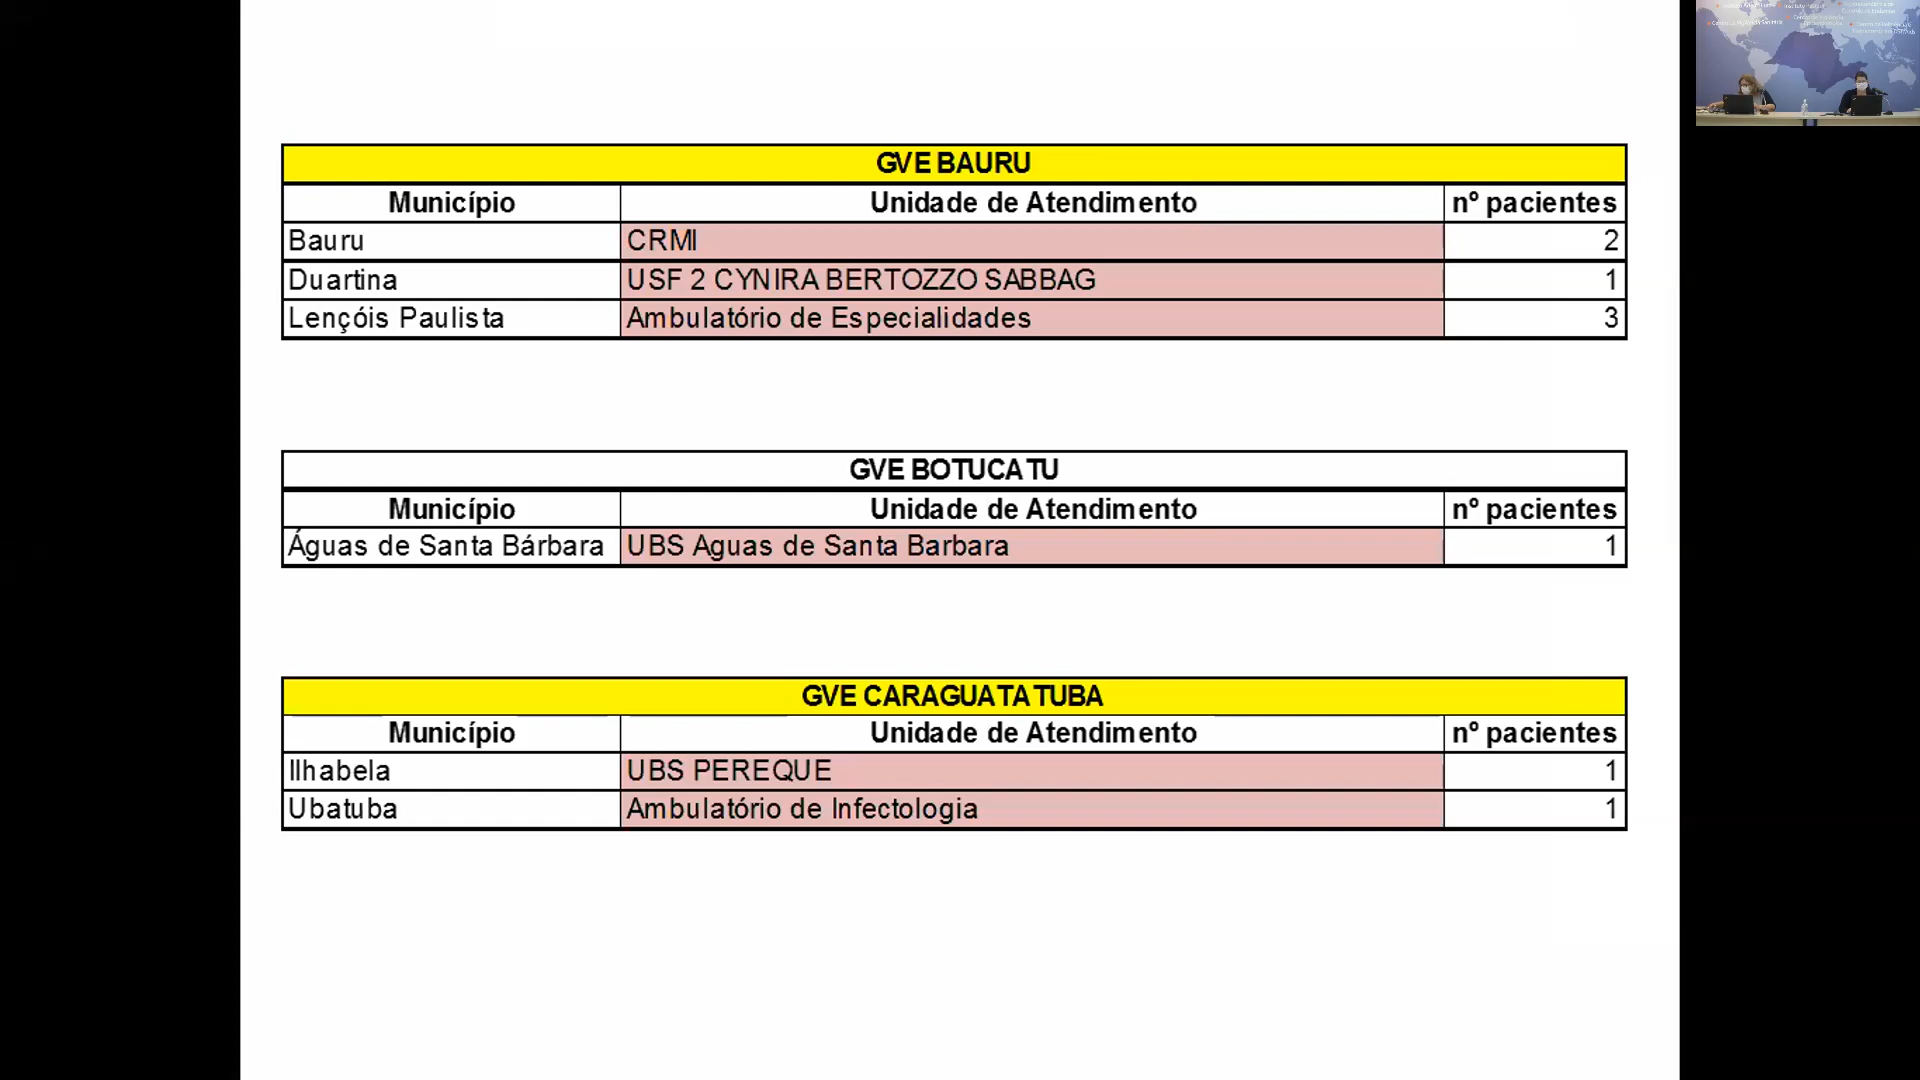 GVE BAURU
Município Unidade de Atendimento nº pacientes
Bauru CRMI 2
Duartina USF 2 CYNIRA BERTOZZO SABBAG 1
Lençóis Paulista Ambulatório de Especialidades 3
GVE BOTUCATU
Município Unidade de Atendimento nº pacientes
Águas de Santa Bárbara UBS Aguas de Santa Barbara 1
GVE CARAGUATATUBA
Município Unidade de Atendimento nº pacientes
Ilhabela UBS PEREQUE 1
Ubatuba Ambulatório de Infectologia 1